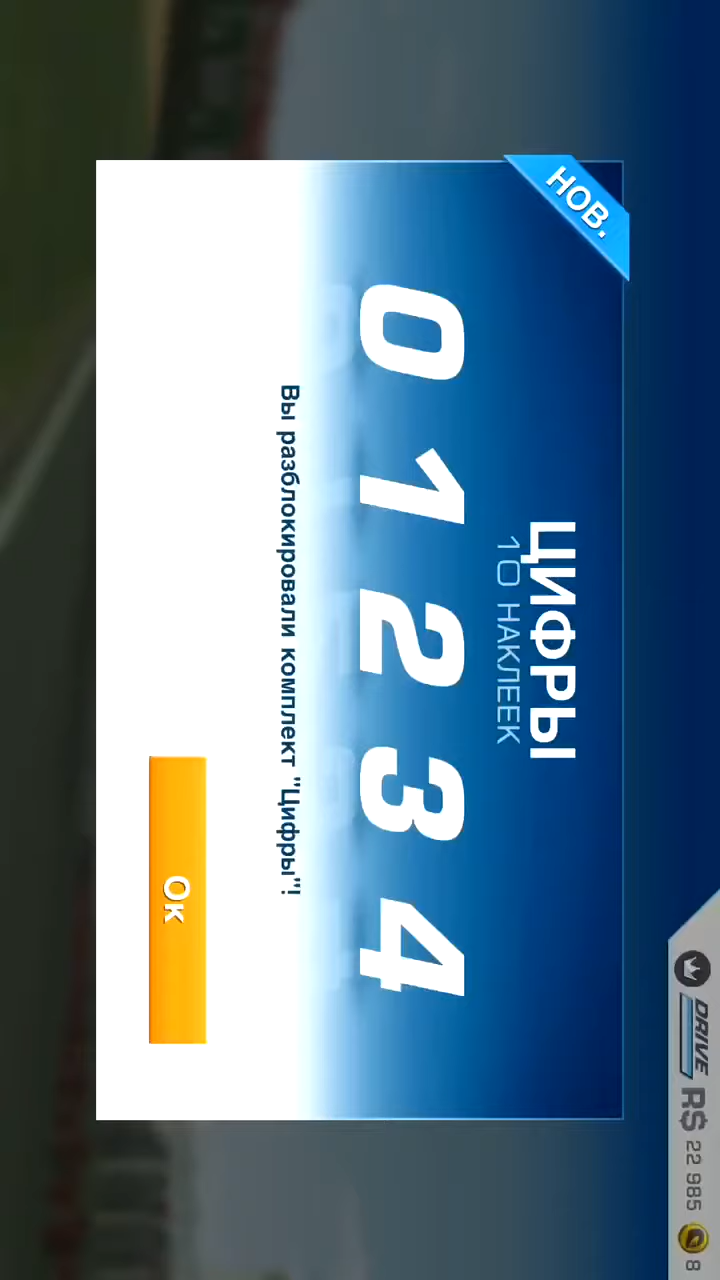 DRIVE R$ 22 985 8
НОВ.
ЦИФРЫ
10 НАКЛЕЕК
0 1 2 3 4
Вы разблокировали комплект "Цифры"!
Ок